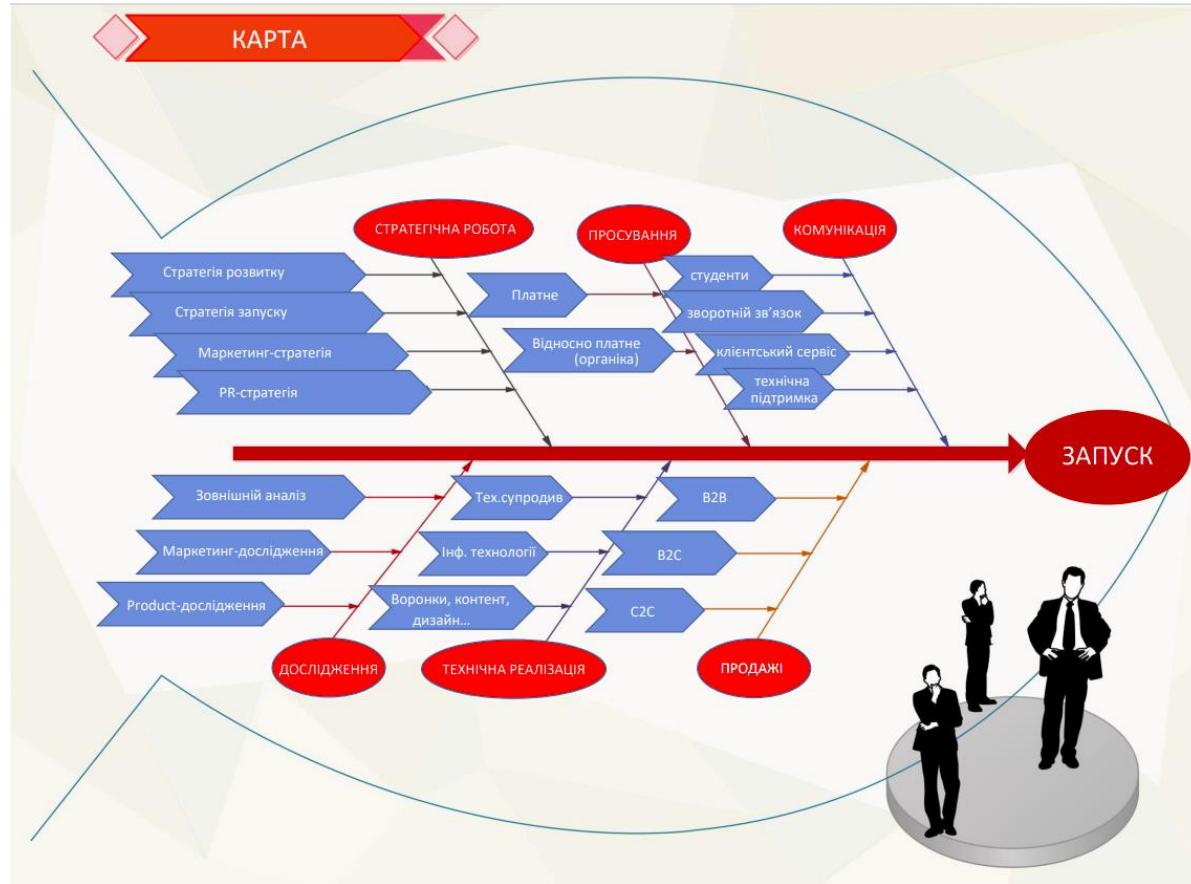 КАРТА
СТРАТЕГІЧНА РОБОТА
ПРОСУВАННЯ
КОМУНІКАЦІЯ
Стратегія розвитку
Стратегія запуску
Маркетинг-стратегія
PR-стратегія
Платне
Відносно платне
(органіка)
студенти
зворотній зв'язок
клієнтський сервіс
технічна
підтримка
ЗАПУСК
Зовнішній аналіз
Маркетинг-дослідження
Product-дослідження
Тех.супродив
Інф. технології
Воронки, контент,
дизайн...
B2B
B2C
C2C
ДОСЛІДЖЕННЯ
ТЕХНІЧНА РЕАЛІЗАЦІЯ
ПРОДАЖІ